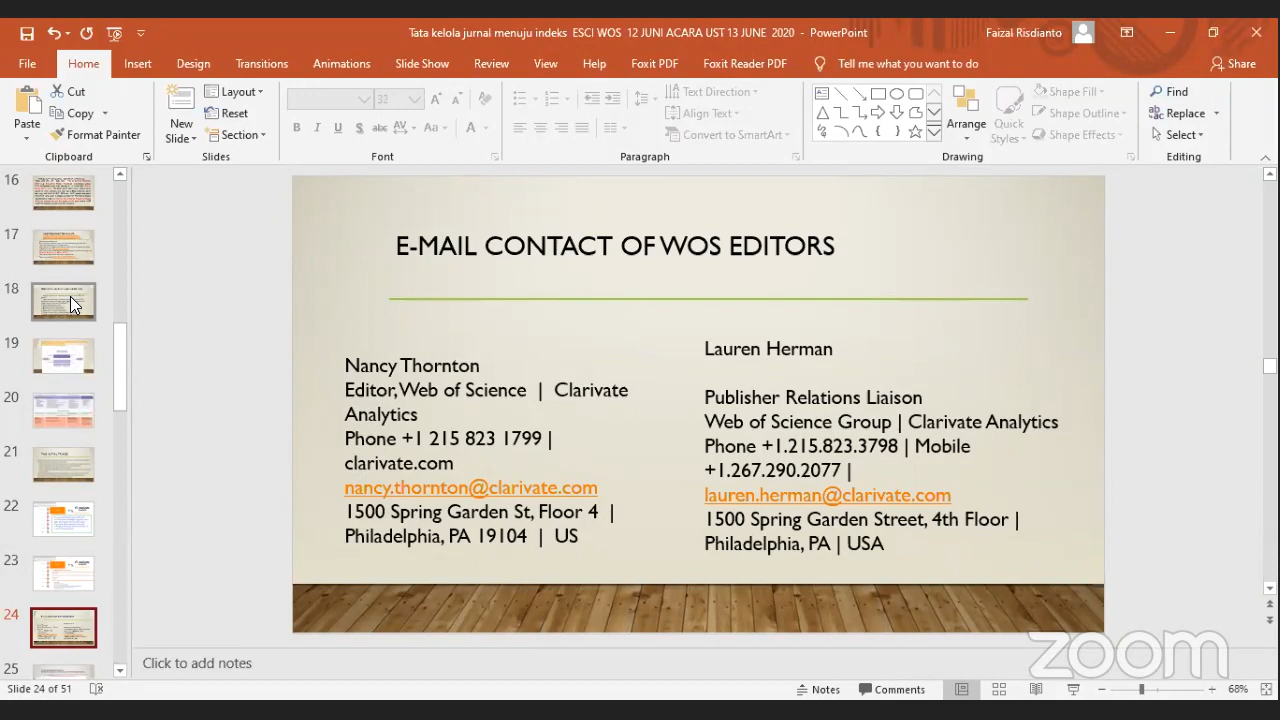 Tata kelola jurnal menuju indeks ESCI WOS 12 JUNI ACARA UST 13 JUNE 2020 - PowerPoint
Faizal Risdianto
File Home Insert Design Transitions Animations Slide Show Review View Help Foxit PDF Foxit Reader PDF Tell me what you want to do Share
Paste
Cut
Copy
Format Painter
Clipboard
New Slide
Layout
Reset
Section
Slides
32
Font
Text Direction
Align Text
Convert to SmartArt
Paragraph
Arrange
Quick Styles
Shape Fill
Shape Outline
Shape Effects
Drawing
Find
Replace
Select
Editing
16
17
18
19
20
21
22
23
24
25
E-MAIL CONTACT OF WOS EDITORS
Nancy Thornton
Editor, Web of Science | Clarivate
Analytics
Phone +1 215 823 1799 |
clarivate.com
nancy.thornton@clarivate.com
1500 Spring Garden St, Floor 4 |
Philadelphia, PA 19104 | US
Lauren Herman
Publisher Relations Liaison
Web of Science Group | Clarivate Analytics
Phone +1.215.823.3798 | Mobile
+1.267.290.2077 |
lauren.herman@clarivate.com
1500 Spring Garden Street, 4th Floor |
Philadelphia, PA | USA
zoom
Click to add notes
Slide 24 of 51
Notes
Comments
68%